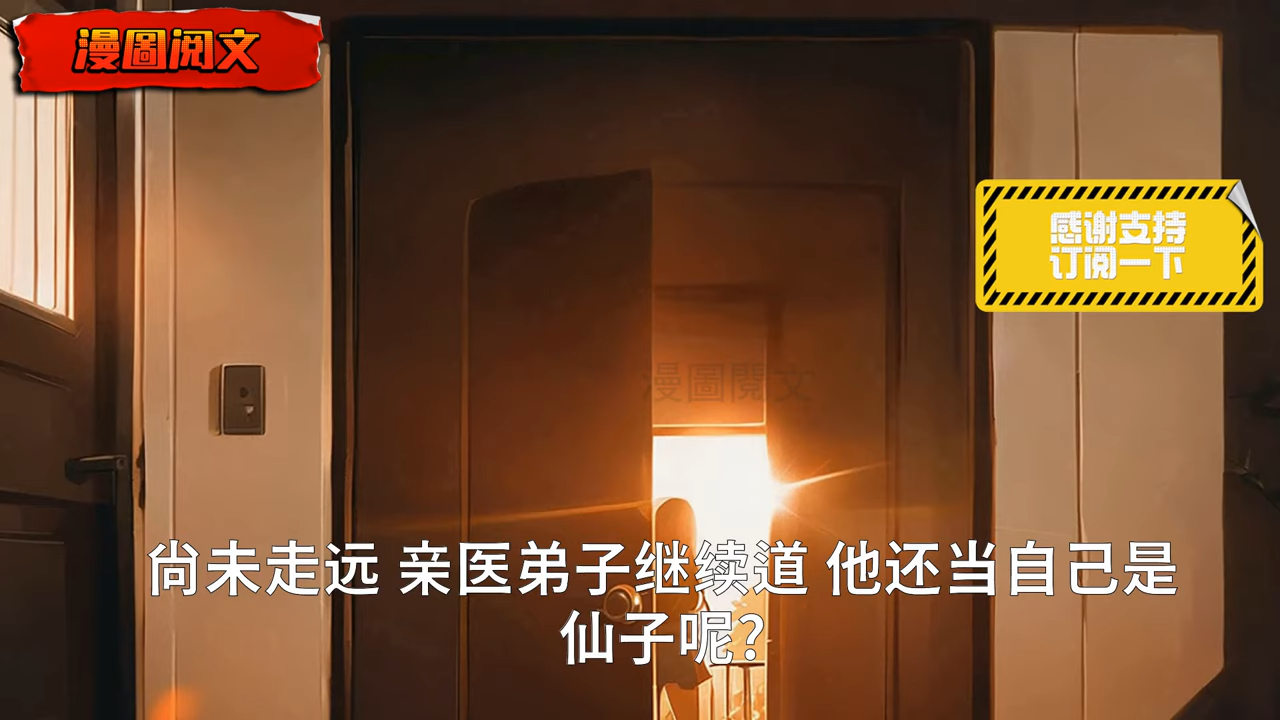 漫圖阅文
感谢支持
订阅一下
漫圖閱文
尚未走远 亲医弟子继续道 他还当自己是
仙子呢?